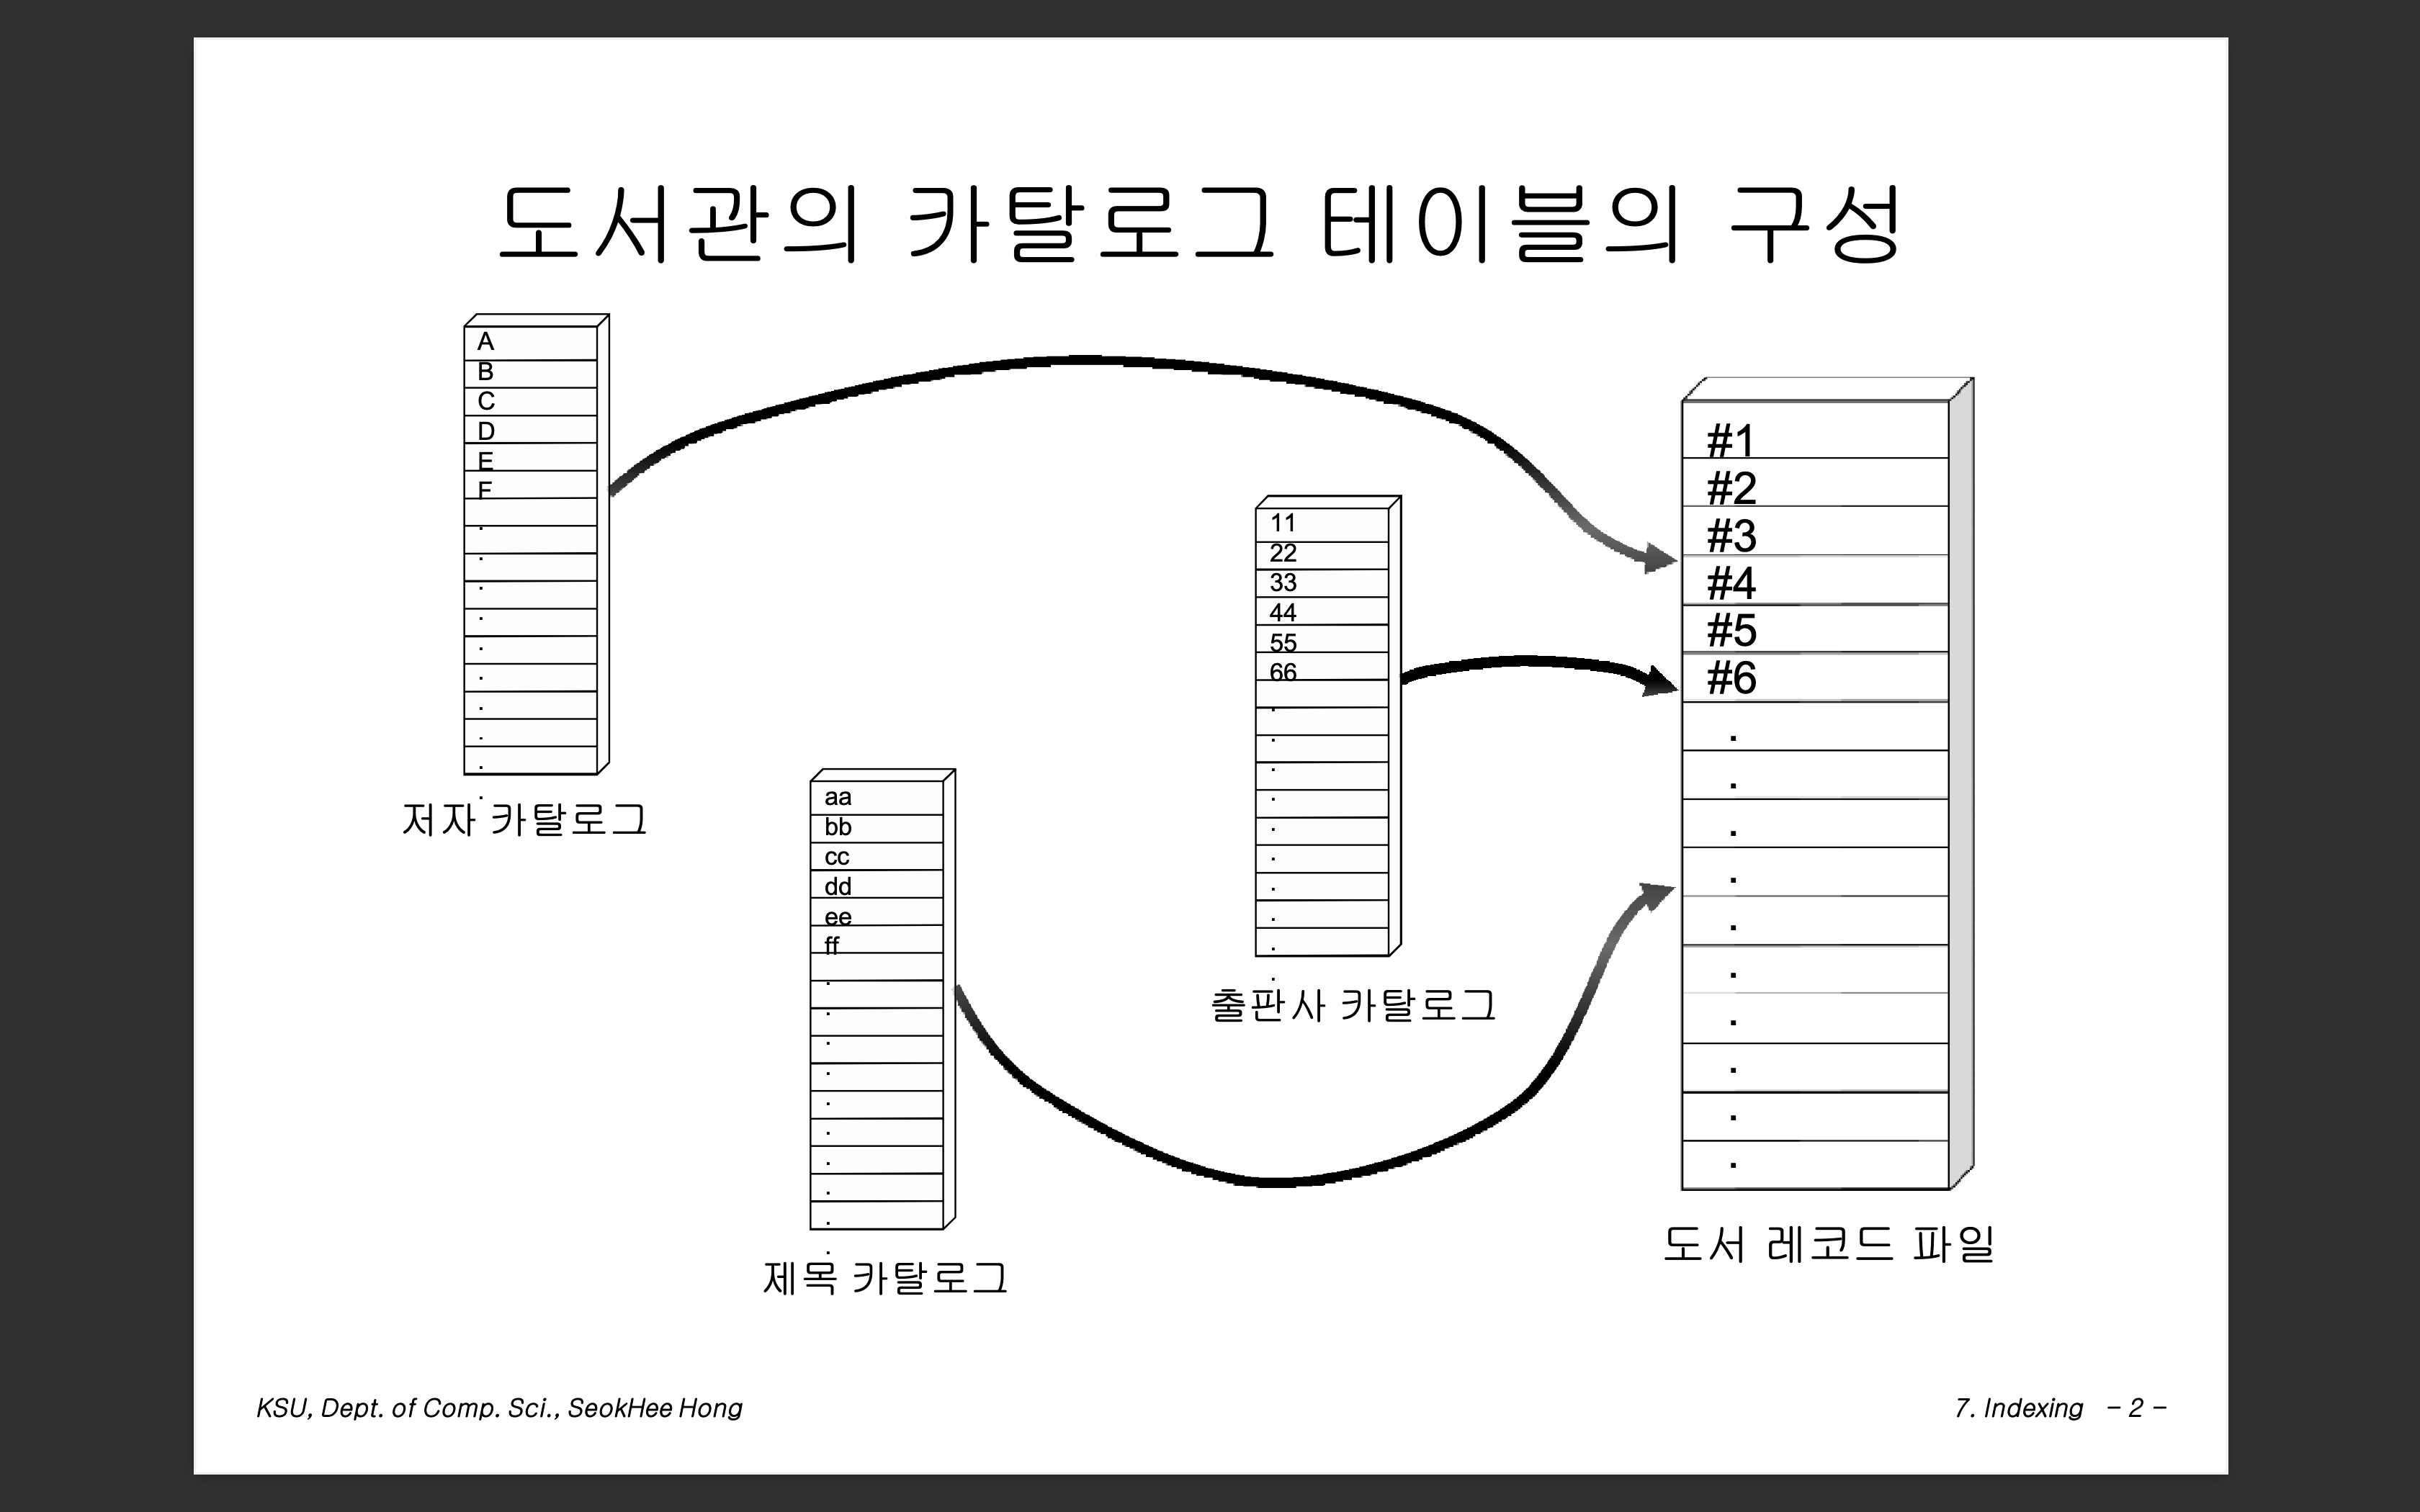 도서관의 카탈로그 테이블의 구성
A
B
C
D
E
F
.
.
.
.
.
.
.
.
.
.
저자 카탈로그
aa
bb
cc
dd
ee
ff
.
.
.
.
.
.
.
.
.
.
제목 카탈로그
11
22
33
44
55
66
.
.
.
.
.
.
.
.
.
.
출판사 카탈로그
#1
#2
#3
#4
#5
#6
.
.
.
.
.
.
.
.
.
.
도서 레코드 파일
KSU, Dept. of Comp. Sci., SeokHee Hong
7. Indexing - 2 -